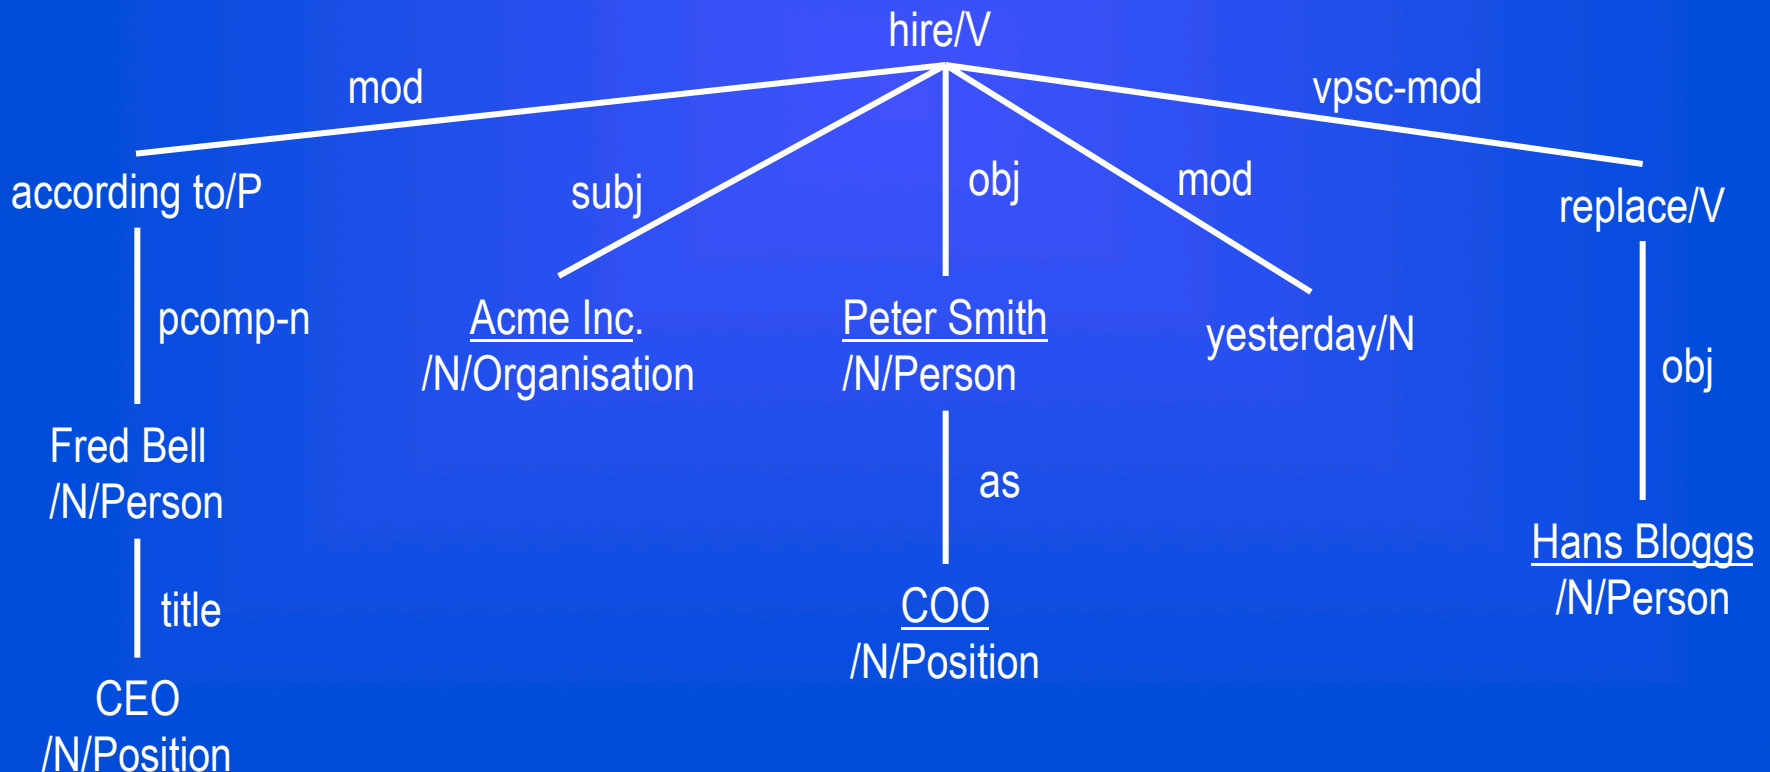 hire/V
mod
vpsc-mod
according to/P
subj
obj
mod
replace/V
pcomp-n
Acme Inc.
/N/Organisation
Peter Smith
/N/Person
yesterday/N
obj
Fred Bell
/N/Person
as
Hans Bloggs
/N/Person
title
COO
/N/Position
CEO
/N/Position